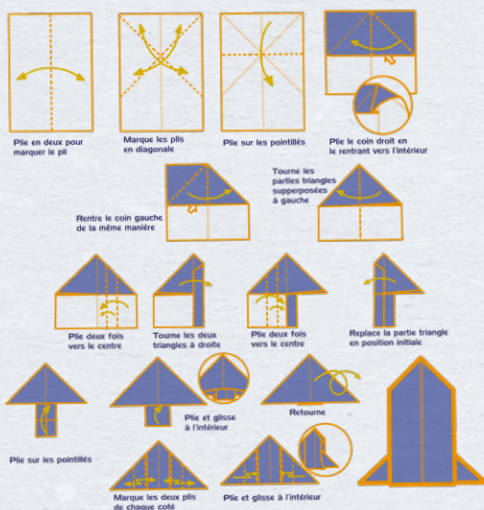 Plie en deux pour
marquer le pli
Marque les plis
en diagonale
Plie sur les pointillés
Plie le coin droit en
le rentrant vers l'intérieur
Rentre le coin gauche
de la même manière
Tourne les
parties triangles
supperposées
à gauche
Plie deux fois
vers le centre
Tourne les deux
triangles à droite
Plie deux fois
vers le centre
Replace la partie triangle
en position initiale
Plie sur les pointillés
Plie et glisse
à l'intérieur
Retourne
Marque les deux plis
de chaque coté
Plie et glisse à l'intérieur